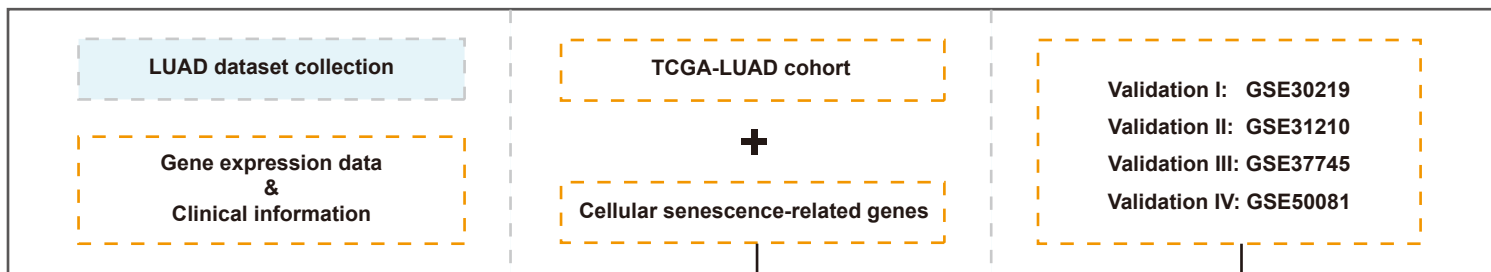 LUAD dataset collection
Gene expression data
&
Clinical information
TCGA-LUAD cohort
+
Cellular senescence-related genes
Validation I: GSE30219
Validation II: GSE31210
Validation III: GSE37745
Validation IV: GSE50081